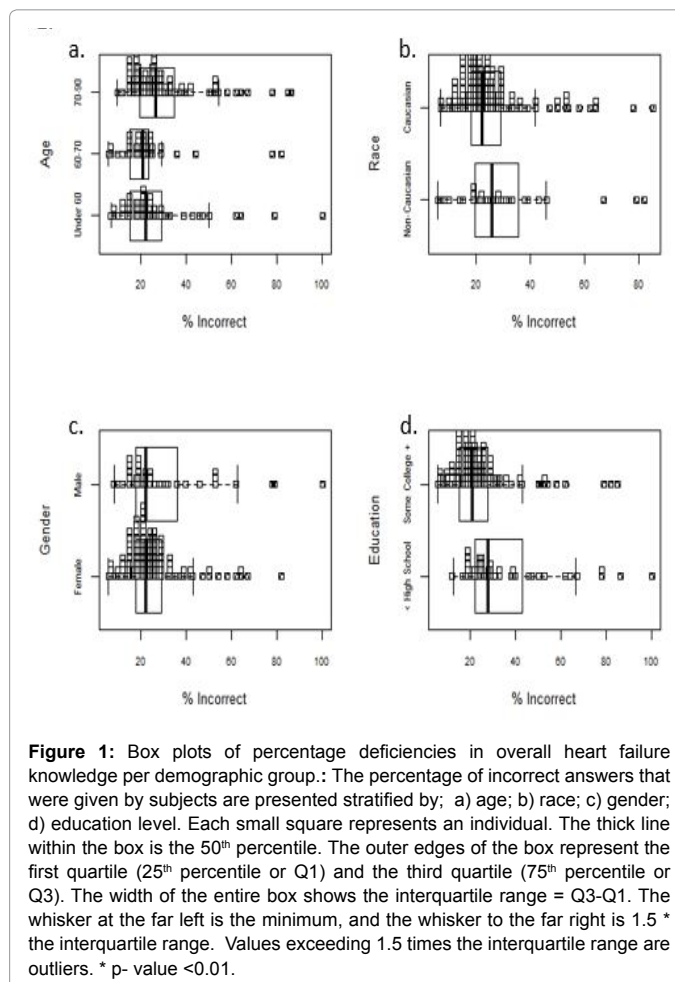 a.
70-90
60-70
Under 60
Age
20 40 60 80 100
% Incorrect
b.
Caucasian
Non-Caucasian
Race
20 40 60 80
% Incorrect
c.
Male
Female
Gender
20 40 60 80 100
% Incorrect
d.
Some College +
< High School
Education
20 40 60 80 100
% Incorrect
Figure 1: Box plots of percentage deficiencies in overall heart failure
knowledge per demographic group.: The percentage of incorrect answers that
were given by subjects are presented stratified by; a) age; b) race; c) gender;
d) education level. Each small square represents an individual. The thick line
within the box is the 50th percentile. The outer edges of the box represent the
first quartile (25th percentile or Q1) and the third quartile (75th percentile or
Q3). The width of the entire box shows the interquartile range = Q3-Q1. The
whisker at the far left is the minimum, and the whisker to the far right is 1.5 *
the interquartile range. Values exceeding 1.5 times the interquartile range are
outliers. * p- value <0.01.